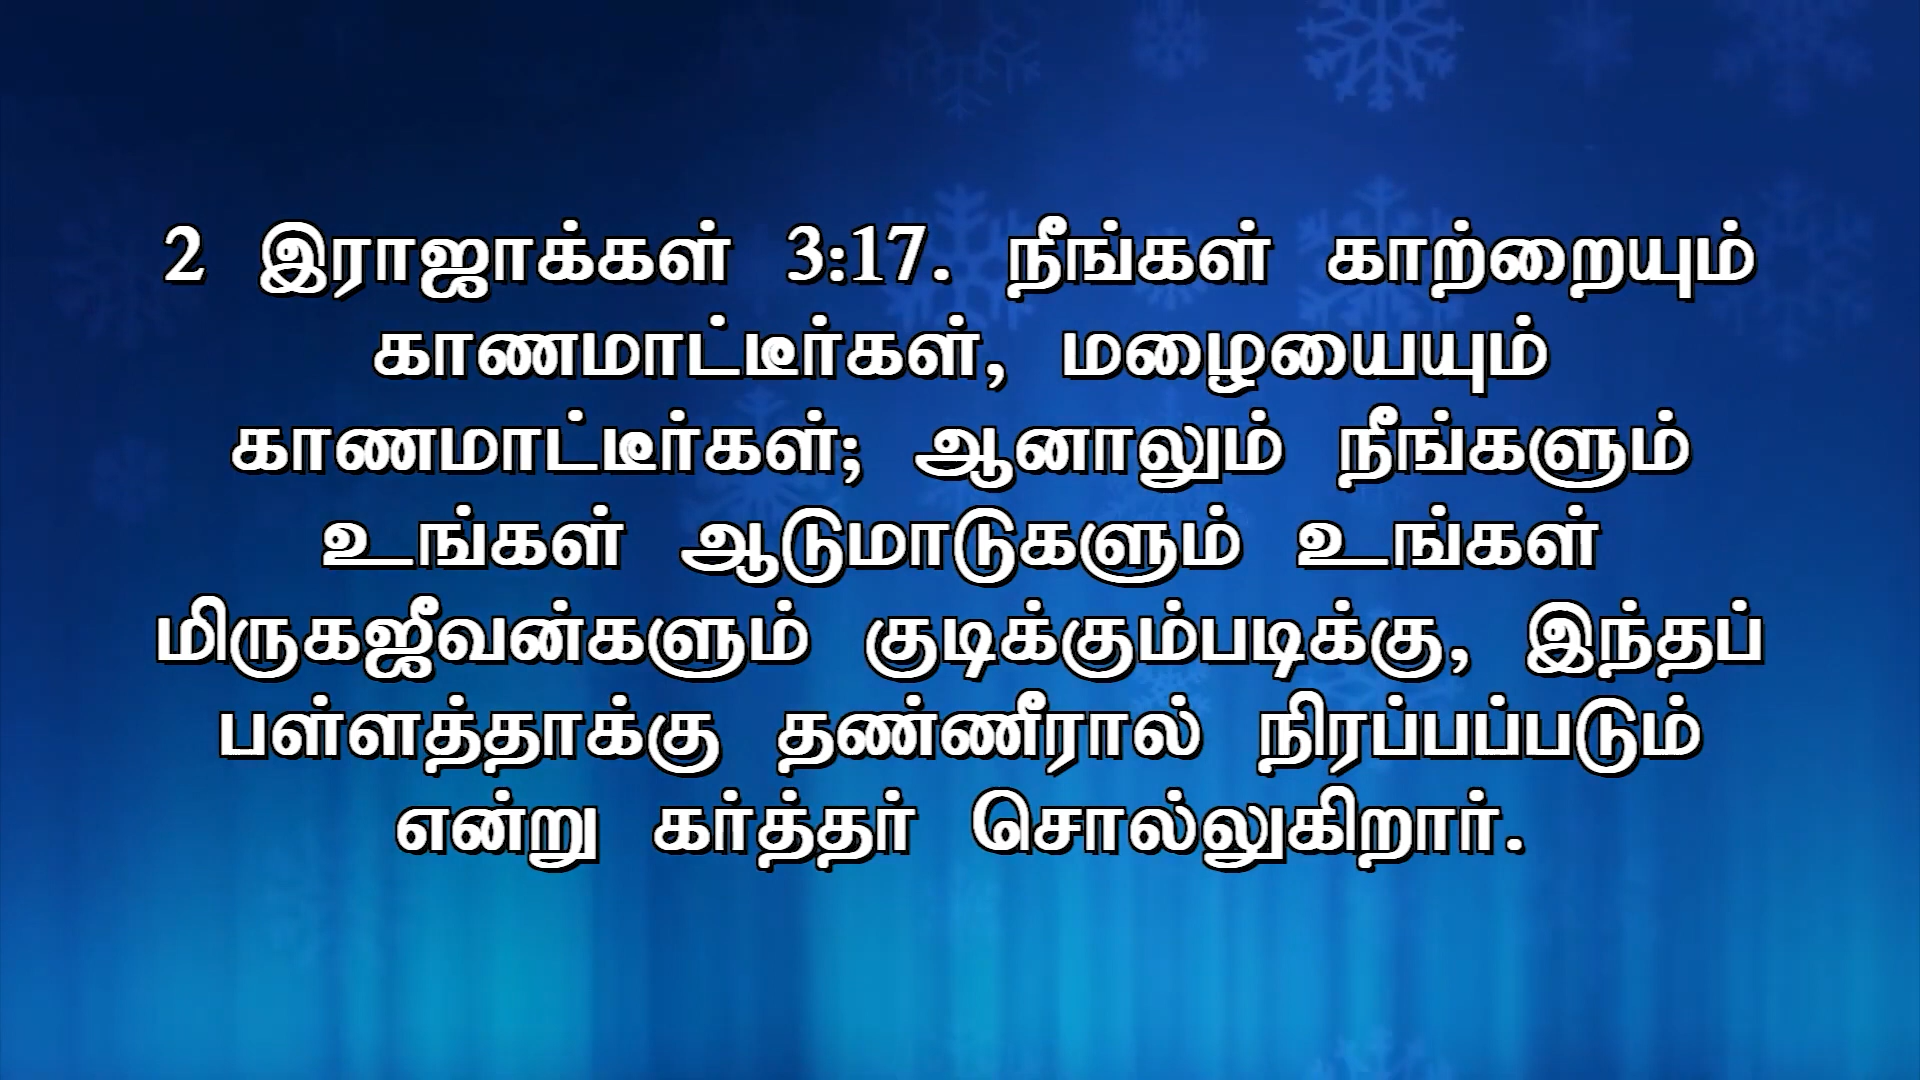 2 இராஜாக்கள் 3:17. நீங்கள் காற்றையும்
காணமாட்டீர்கள், மழையையும்
காணமாட்டீர்கள்; ஆனாலும் நீங்களும்
உங்கள் ஆடுமாடுகளும் உங்கள்
மிருகஜீவன்களும் குடிக்கும்படிக்கு, இந்தப்
பள்ளத்தாக்கு தண்ணீரால் நிரப்பப்படும்
என்று கர்த்தர் சொல்லுகிறார்.